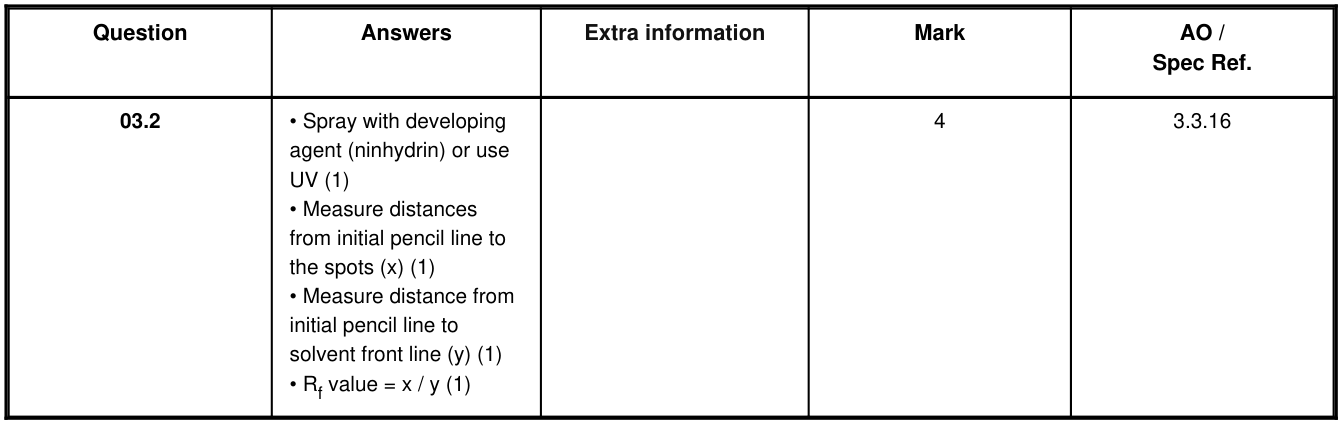 Question Answers Extra information Mark AO /
Spec Ref.
03.2 • Spray with developing 4 3.3.16
agent (ninhydrin) or use
UV (1)
• Measure distances
from initial pencil line to
the spots (x) (1)
• Measure distance from
initial pencil line to
solvent front line (y) (1)
• Rf value = x / y (1)